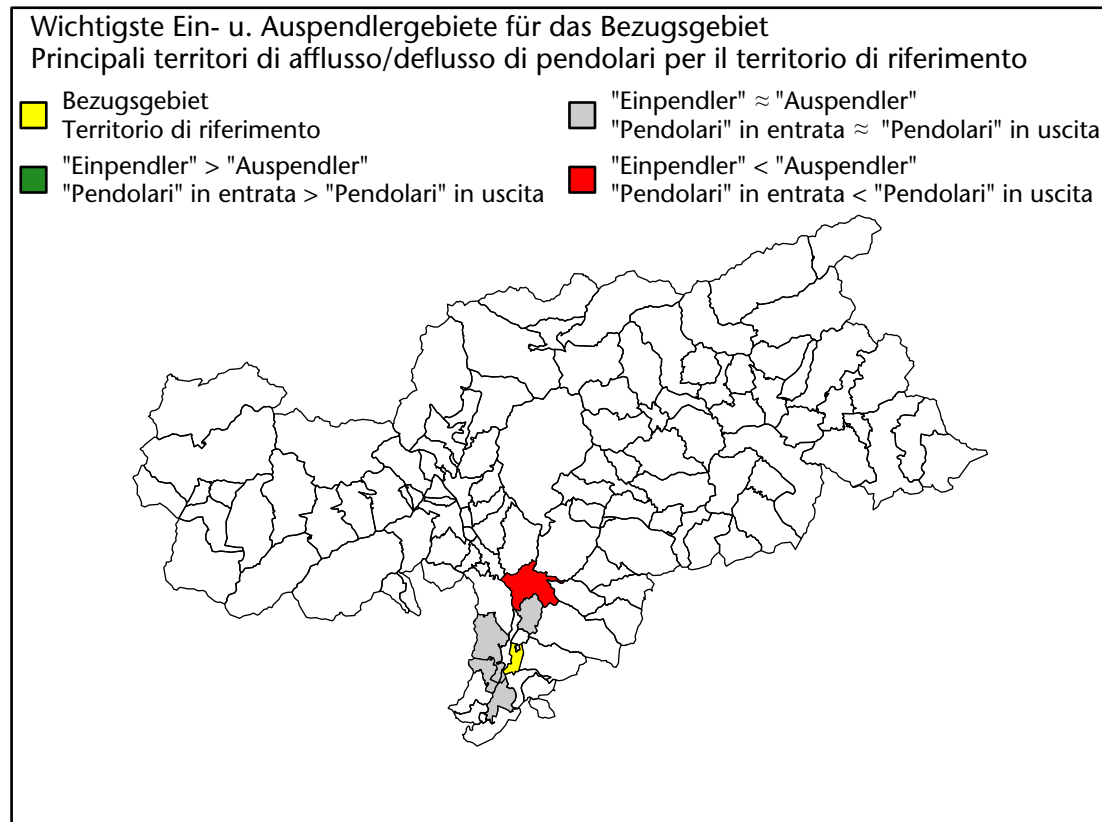 Wichtigste Ein- u. Auspendlergebiete für das Bezugsgebiet
Principali territori di afflusso/deflusso di pendolari per il territorio di riferimento
Bezugsgebiet
Territorio di riferimento
"Einpendler" > "Auspendler"
"Pendolari" in entrata > "Pendolari" in uscita
"Einpendler" ≈ "Auspendler"
"Pendolari" in entrata ≈ "Pendolari" in uscita
"Einpendler" < "Auspendler"
"Pendolari" in entrata < "Pendolari" in uscita